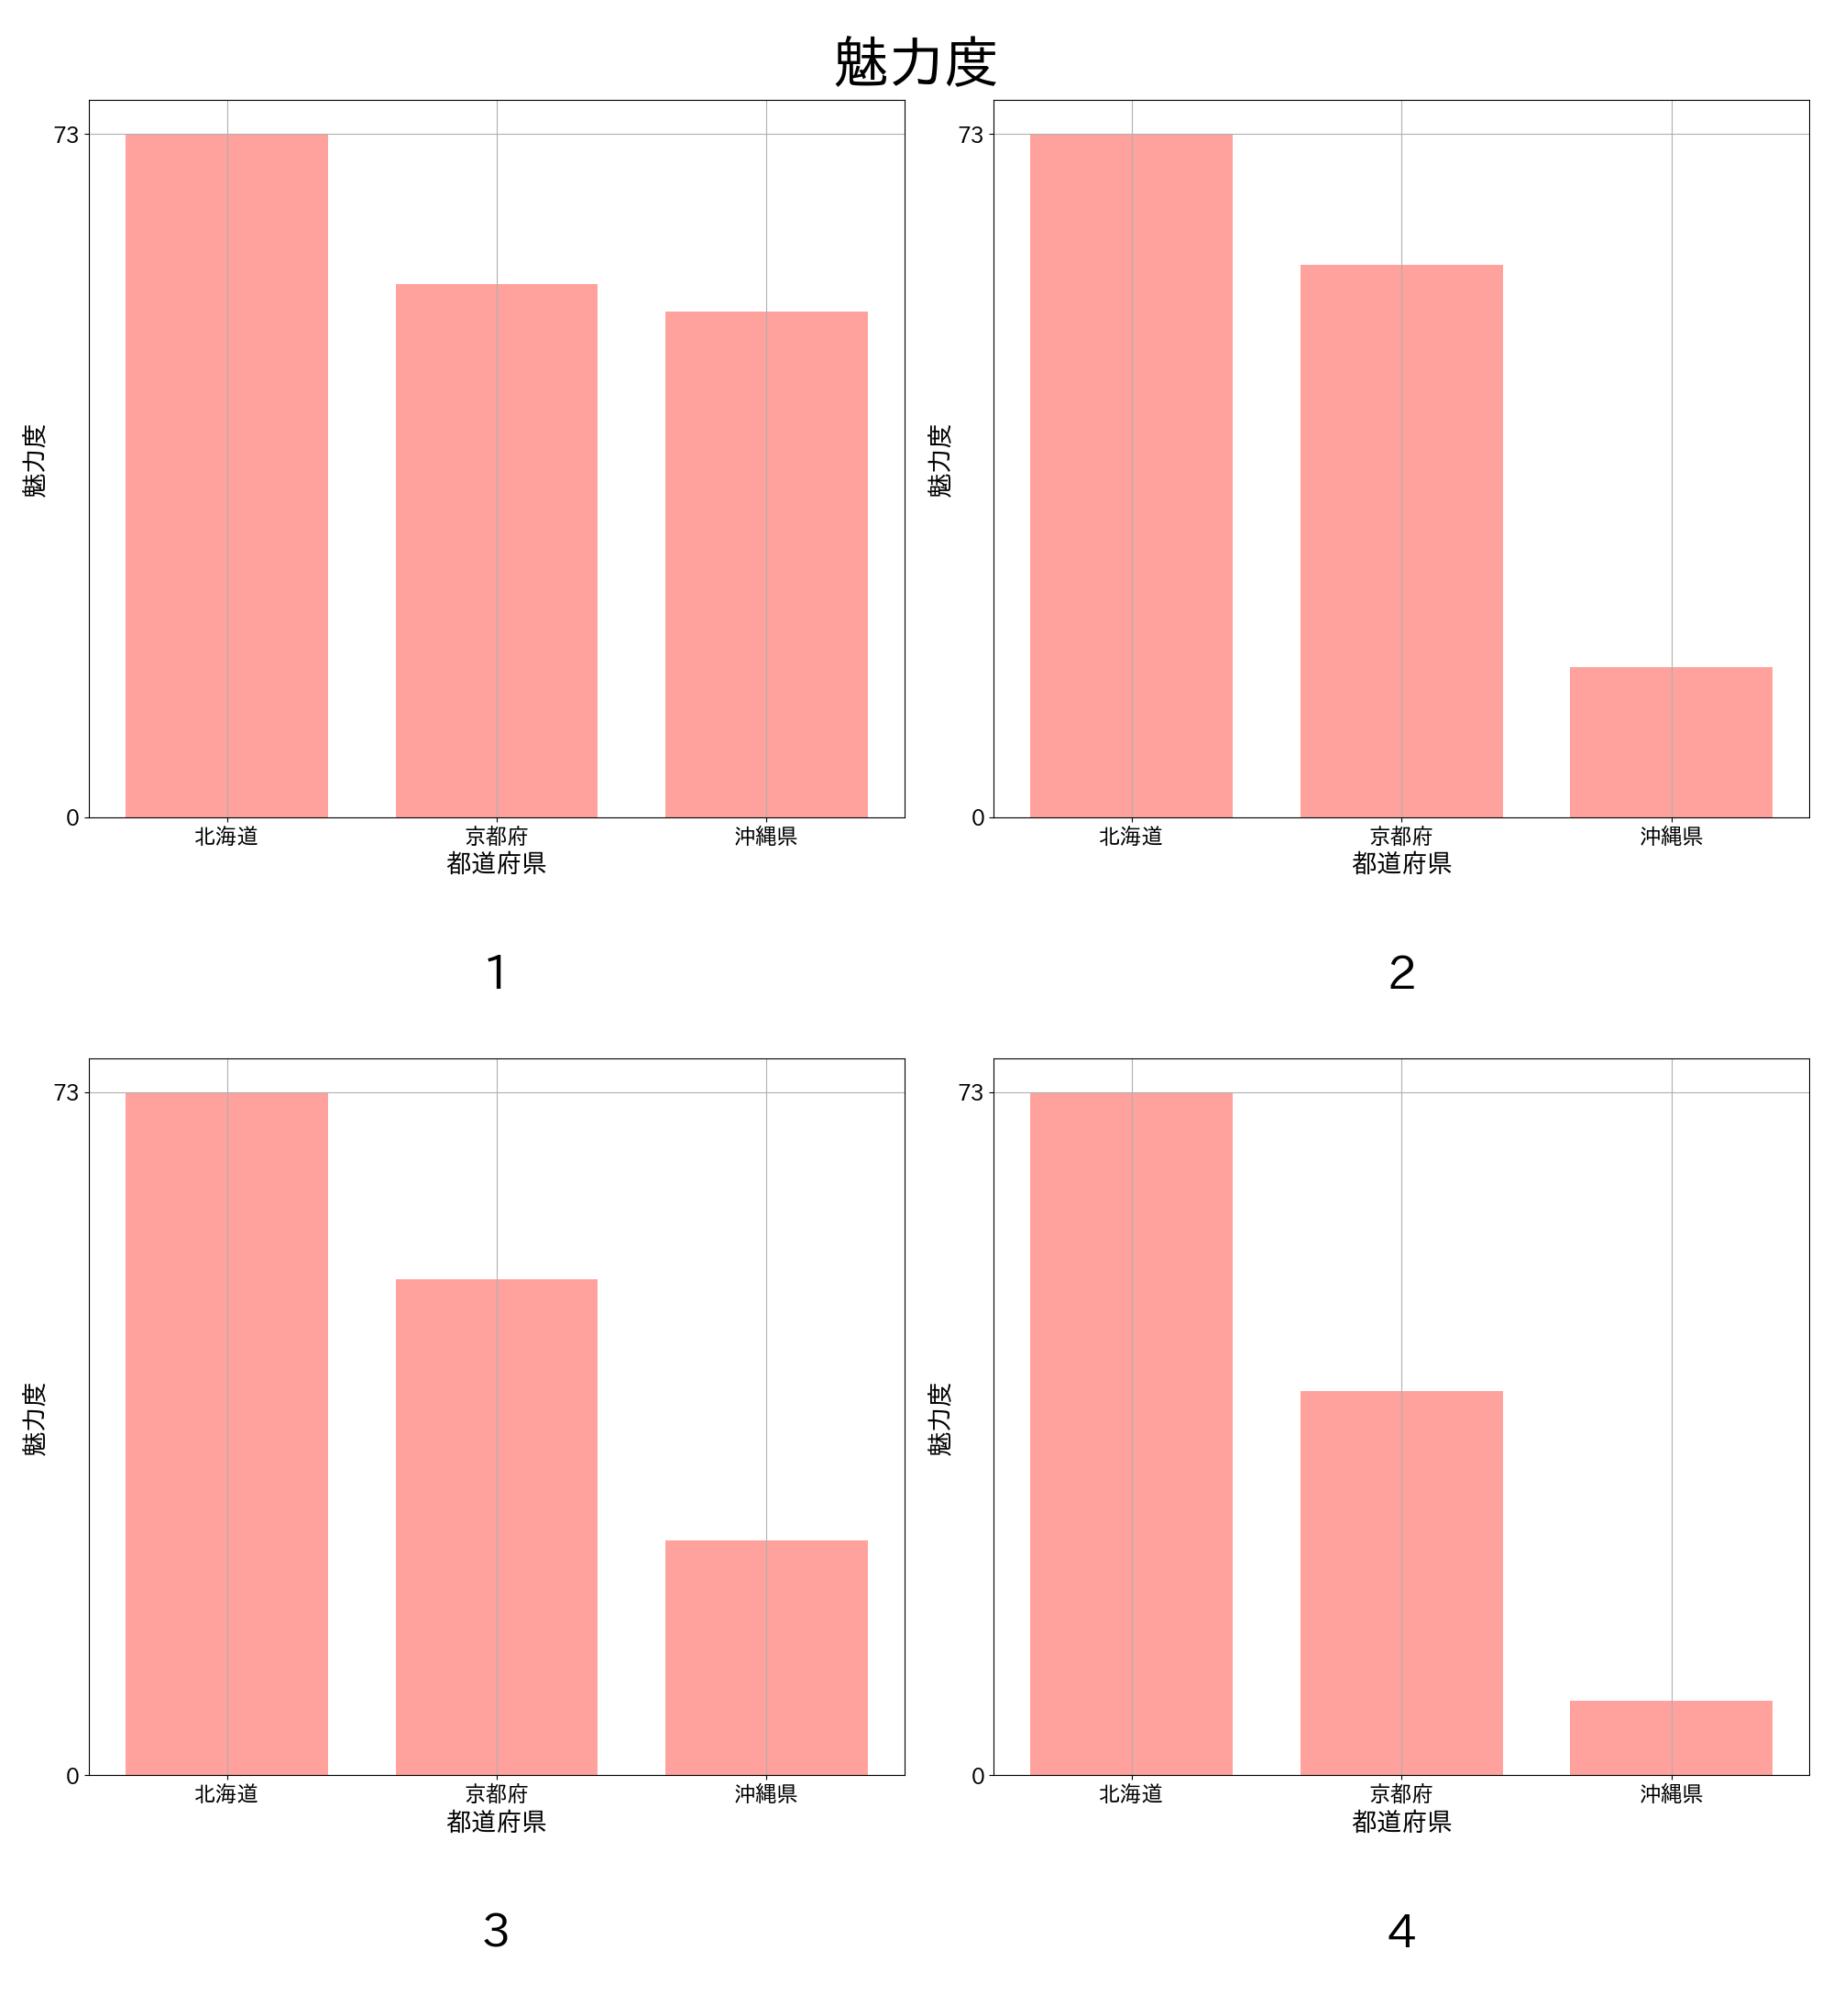 魅力度
73
0
魅力度
北海道 京都府 沖縄県
都道府県
1
73
0
魅力度
北海道 京都府 沖縄県
都道府県
2
73
0
魅力度
北海道 京都府 沖縄県
都道府県
3
73
0
魅力度
北海道 京都府 沖縄県
都道府県
4